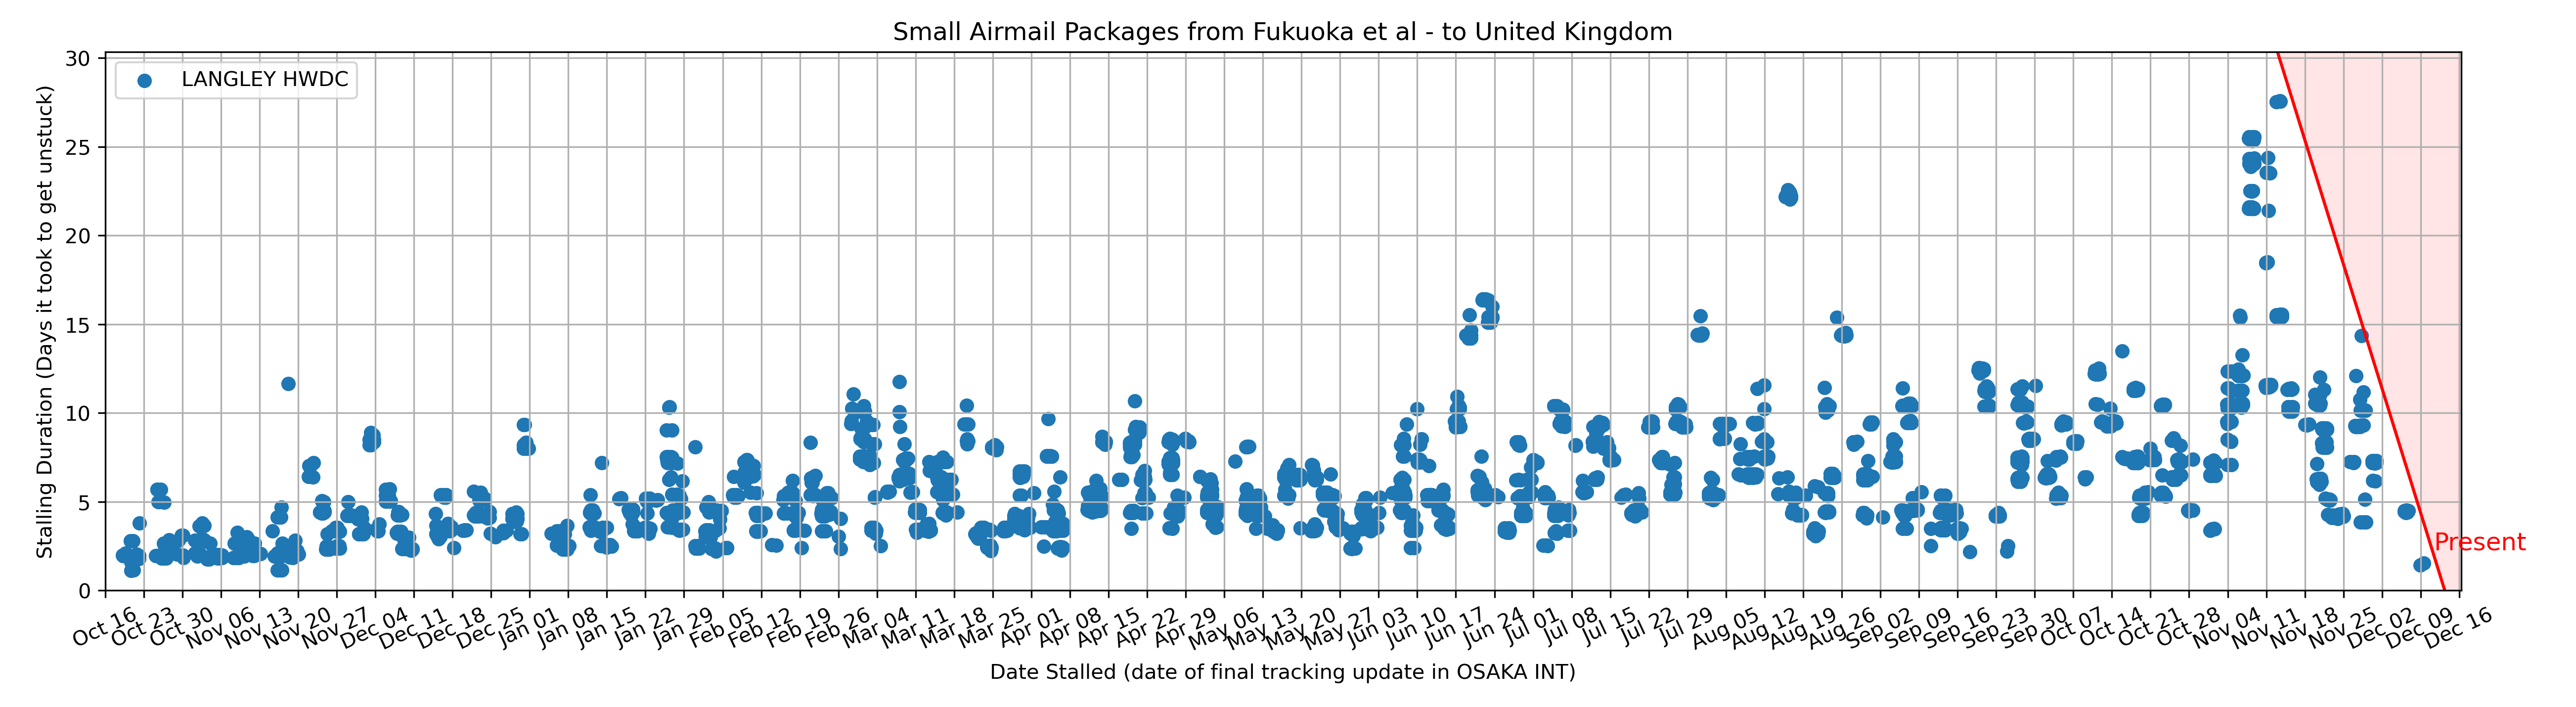 Small Airmail Packages from Fukuoka et al - to United Kingdom
LANGLEY HWDC
Stalling Duration (Days it took to get unstuck)
30
25
20
15
10
5
0
Present
Oct 16
Oct 23
Oct 30
Nov 06
Nov 13
Nov 20
Nov 27
Dec 04
Dec 11
Dec 18
Dec 25
Jan 01
Jan 08
Jan 15
Jan 22
Jan 29
Feb 05
Feb 12
Feb 19
Feb 26
Mar 04
Mar 11
Mar 18
Mar 25
Apr 01
Apr 08
Apr 15
Apr 22
Apr 29
May 06
May 13
May 20
May 27
Jun 03
Jun 10
Jun 17
Jun 24
Jul 01
Jul 08
Jul 15
Jul 22
Jul 29
Aug 05
Aug 12
Aug 19
Aug 26
Sep 02
Sep 09
Sep 16
Sep 23
Sep 30
Oct 07
Oct 14
Oct 21
Oct 28
Nov 04
Nov 11
Nov 18
Nov 25
Dec 02
Dec 09
Dec 16
Date Stalled (date of final tracking update in OSAKA INT)